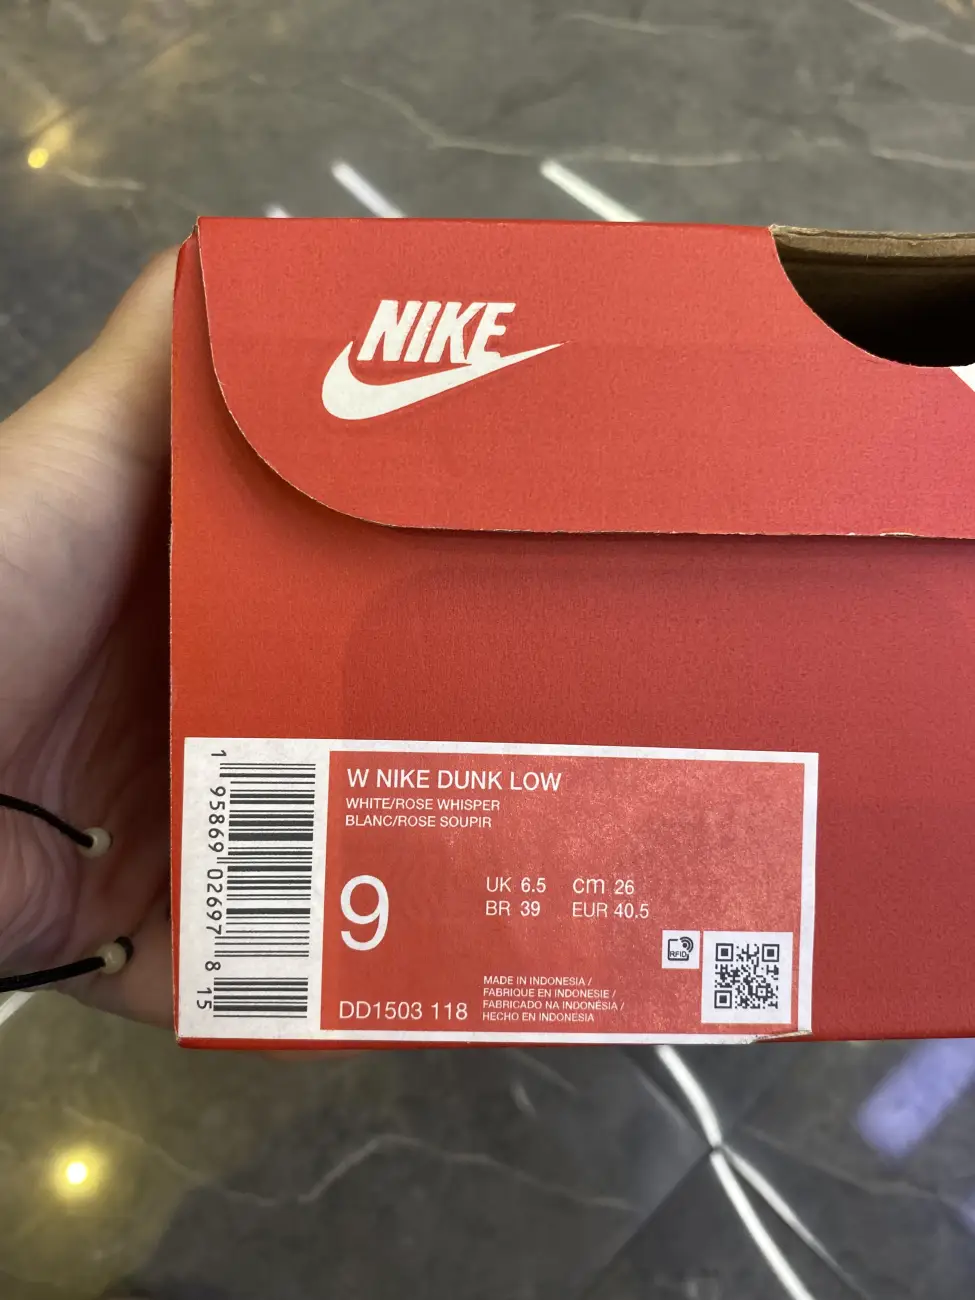 NIKE
1 95869 02697 8 15
W NIKE DUNK LOW
WHITE/ROSE WHISPER
BLANC/ROSE SOUPIR
9
UK 6.5 cm 26
BR 39 EUR 40.5
RFID
MADE IN INDONESIA /
FABRIQUE EN INDONESIE /
FABRICADO NA INDONÉSIA /
HECHO EN INDONESIA
DD1503 118